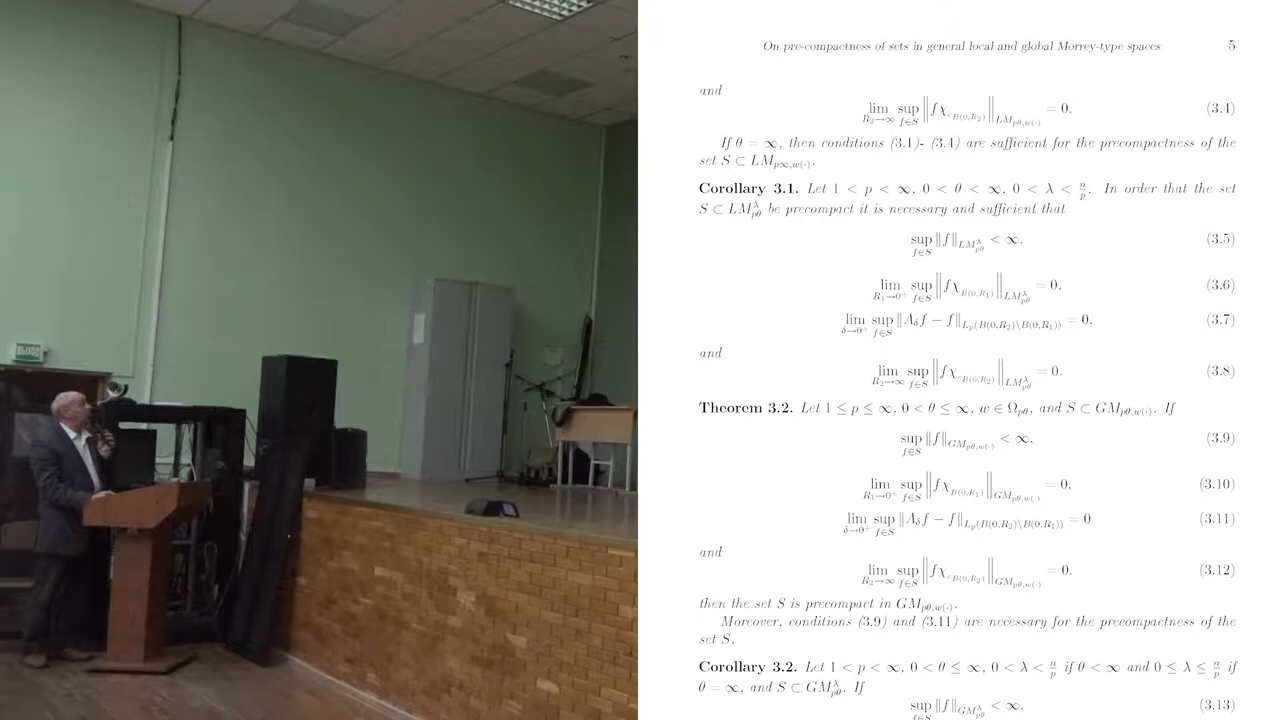 On pre-compactness of sets in general local and global Morrey-type spaces 5
and
lim_{R_2→∞} sup_{f∈S} ‖fχ_{ᶜB(0,R_2)}‖_{LM_{pθ,w(·)}} = 0. (3.4)
If θ = ∞, then conditions (3.1)- (3.4) are sufficient for the precompactness of the
set S ⊂ LM_{p∞,w(·)}.
Corollary 3.1. Let 1 < p < ∞, 0 < θ < ∞, 0 < λ < n/p. In order that the set
S ⊂ LM^λ_{pθ} be precompact it is necessary and sufficient that
sup_{f∈S} ‖f‖_{LM^λ_{pθ}} < ∞, (3.5)
lim_{R_1→0⁺} sup_{f∈S} ‖fχ_{B(0,R_1)}‖_{LM^λ_{pθ}} = 0, (3.6)
lim_{δ→0⁺} sup_{f∈S} ‖A_δf − f‖_{L_p(B(0,R_2)\B(0,R_1))} = 0, (3.7)
and
lim_{R_2→∞} sup_{f∈S} ‖fχ_{ᶜB(0,R_2)}‖_{LM^λ_{pθ}} = 0. (3.8)
Theorem 3.2. Let 1 ≤ p ≤ ∞, 0 < θ ≤ ∞, w ∈ Ω_{pθ}, and S ⊂ GM_{pθ,w(·)}. If
sup_{f∈S} ‖f‖_{GM_{pθ,w(·)}} < ∞, (3.9)
lim_{R_1→0⁺} sup_{f∈S} ‖fχ_{B(0,R_1)}‖_{GM_{pθ,w(·)}} = 0, (3.10)
lim_{δ→0⁺} sup_{f∈S} ‖A_δf − f‖_{L_p(B(0,R_2)\B(0,R_1))} = 0 (3.11)
and
lim_{R_2→∞} sup_{f∈S} ‖fχ_{ᶜB(0,R_2)}‖_{GM_{pθ,w(·)}} = 0. (3.12)
then the set S is precompact in GM_{pθ,w(·)}.
Moreover, conditions (3.9) and (3.11) are necessary for the precompactness of the
set S.
Corollary 3.2. Let 1 < p < ∞, 0 < θ ≤ ∞, 0 < λ < n/p if θ < ∞ and 0 ≤ λ ≤ n/p if
θ = ∞, and S ⊂ GM^λ_{pθ}. If
sup_{f∈S} ‖f‖_{GM^λ_{pθ}} < ∞, (3.13)